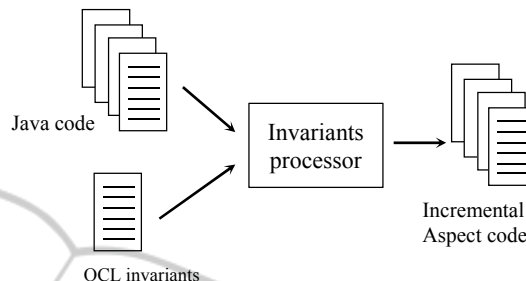 Java code
Invariants
processor
Incremental
Aspect code
OCL invariants